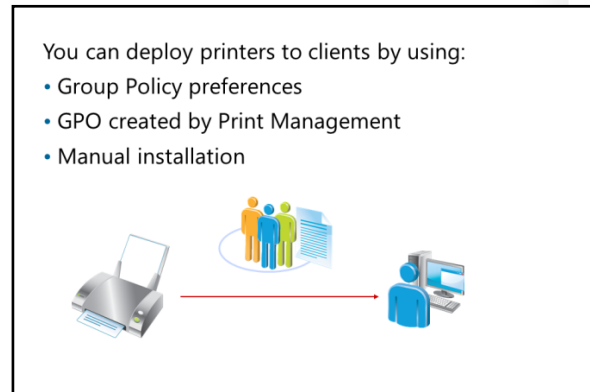 You can deploy printers to clients by using:
• Group Policy preferences
• GPO created by Print Management
• Manual installation